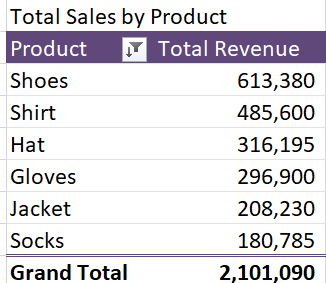 Total Sales by Product
Product Total Revenue
Shoes 613,380
Shirt 485,600
Hat 316,195
Gloves 296,900
Jacket 208,230
Socks 180,785
Grand Total 2,101,090